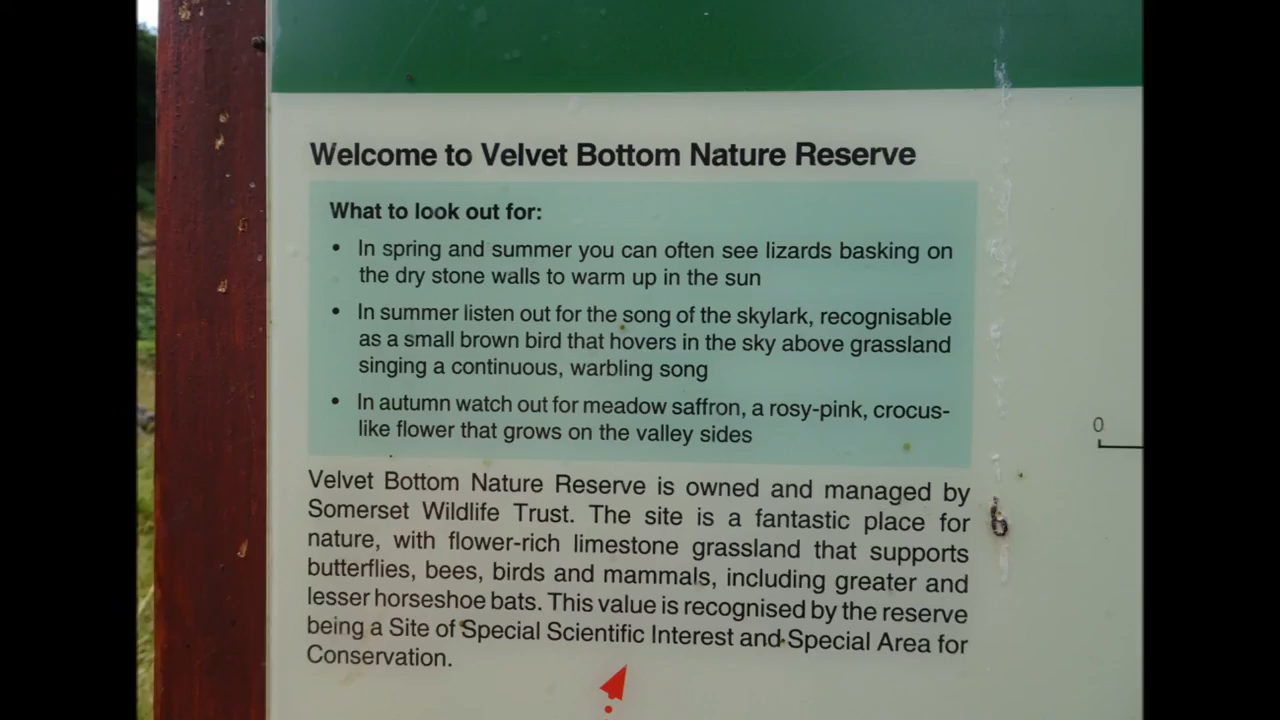 Welcome to Velvet Bottom Nature Reserve
What to look out for:
• In spring and summer you can often see lizards basking on
the dry stone walls to warm up in the sun
• In summer listen out for the song of the skylark, recognisable
as a small brown bird that hovers in the sky above grassland
singing a continuous, warbling song
• In autumn watch out for meadow saffron, a rosy-pink, crocus-
like flower that grows on the valley sides
Velvet Bottom Nature Reserve is owned and managed by
Somerset Wildlife Trust. The site is a fantastic place for
nature, with flower-rich limestone grassland that supports
butterflies, bees, birds and mammals, including greater and
lesser horseshoe bats. This value is recognised by the reserve
being a Site of Special Scientific Interest and Special Area for
Conservation.
0